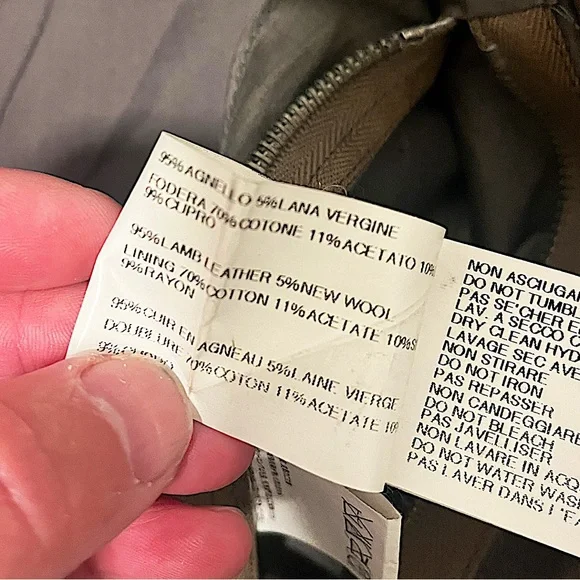 95% AGNELLO 5% LANA VERGINE
FODERA 70% COTONE 11% ACETATO 10%
9% CUPRO
95% LAMB LEATHER 5% NEW WOOL
LINING 70% COTTON 11% ACETATE 10%S
9% RAYON
95% CUIR EN AGNEAU 5% LAINE VIERGE
DOUBLURE 70% COTON 11% ACETATE 10%
9%
NON ASCIUGA
DO NOT TUMBL
PAS SECHER E
LAV. A SECCO C
DRY CLEAN HYD
LAVAGE SEC AVE
NON STIRARE
DO NOT IRON
PAS REPASSER
NON CANDEGGIARE
DO NOT BLEACH
PAS JAVELISER
NON LAVARE IN ACQ
DO NOT WATER WAS
PAS LAVER DANS L'EA